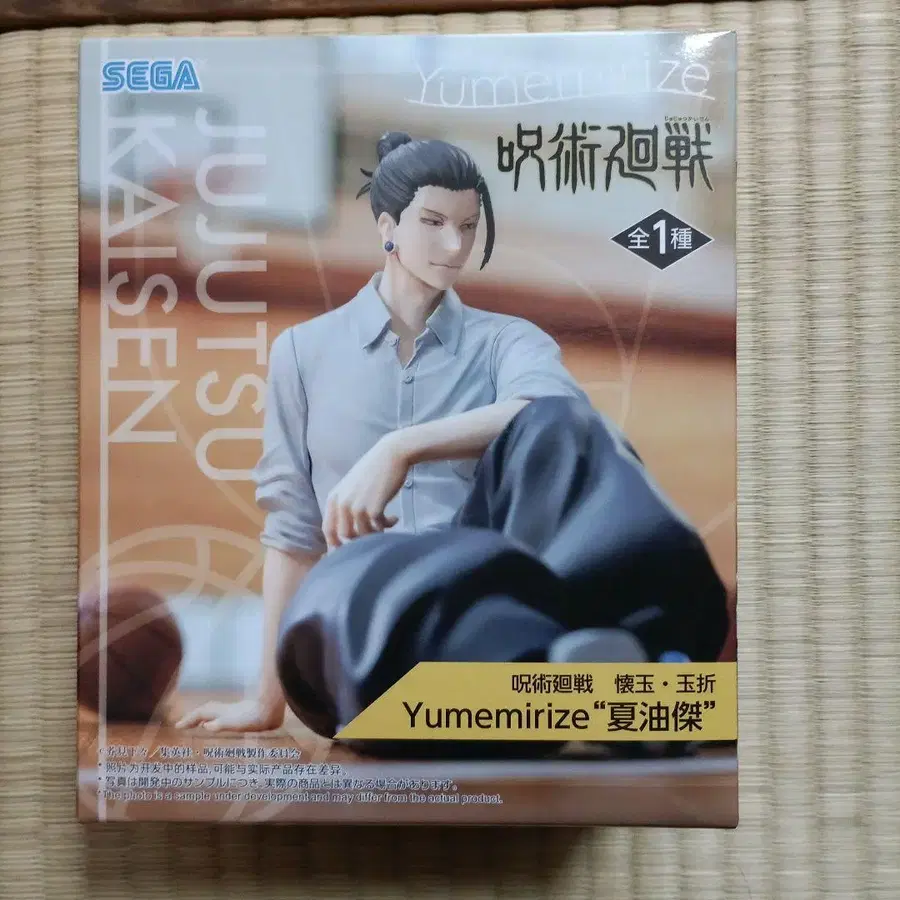 SEGA
Yumemirize
JUJUTSU
KAISEN
じゅじゅつかいせん
呪術廻戦
全1種
呪術廻戦 懐玉・玉折
Yumemirize“夏油傑”
芥見下々／集英社・呪術廻戦製作委員会
*照片为开发中的样品,可能与实际产品存在差异。
*写真は開発中のサンプルにつき、実際の商品とは異なる場合があります。
*The photo is a sample under development and may differ from the actual product.